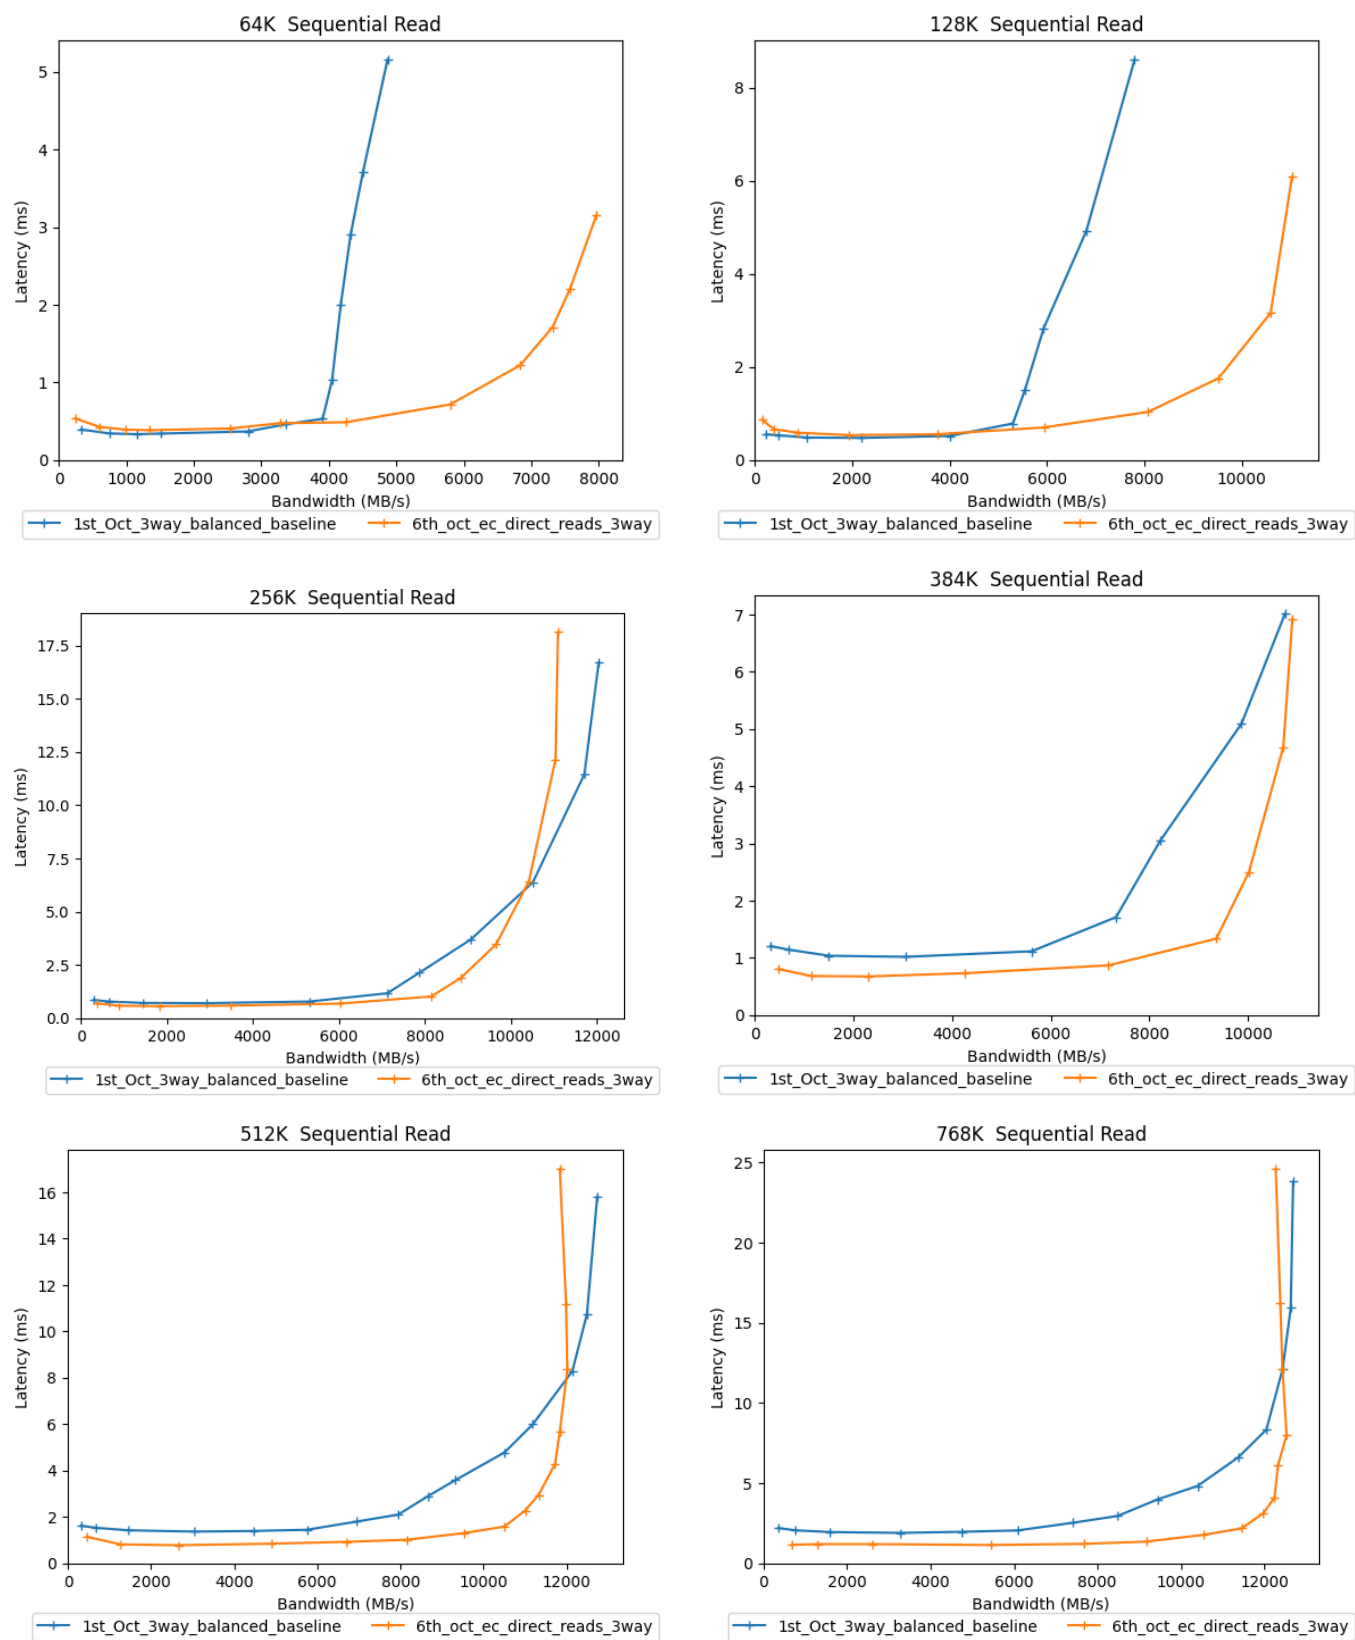 64K  Sequential Read
Latency (ms)
5
4
3
2
1
0
0 1000 2000 3000 4000 5000 6000 7000 8000
Bandwidth (MB/s)
1st_Oct_3way_balanced_baseline 6th_oct_ec_direct_reads_3way
128K  Sequential Read
Latency (ms)
8
6
4
2
0
0 2000 4000 6000 8000 10000
Bandwidth (MB/s)
1st_Oct_3way_balanced_baseline 6th_oct_ec_direct_reads_3way
256K  Sequential Read
Latency (ms)
17.5
15.0
12.5
10.0
7.5
5.0
2.5
0.0
0 2000 4000 6000 8000 10000 12000
Bandwidth (MB/s)
1st_Oct_3way_balanced_baseline 6th_oct_ec_direct_reads_3way
384K  Sequential Read
Latency (ms)
7
6
5
4
3
2
1
0
0 2000 4000 6000 8000 10000
Bandwidth (MB/s)
1st_Oct_3way_balanced_baseline 6th_oct_ec_direct_reads_3way
512K  Sequential Read
Latency (ms)
16
14
12
10
8
6
4
2
0
0 2000 4000 6000 8000 10000 12000
Bandwidth (MB/s)
1st_Oct_3way_balanced_baseline 6th_oct_ec_direct_reads_3way
768K  Sequential Read
Latency (ms)
25
20
15
10
5
0
0 2000 4000 6000 8000 10000 12000
Bandwidth (MB/s)
1st_Oct_3way_balanced_baseline 6th_oct_ec_direct_reads_3way